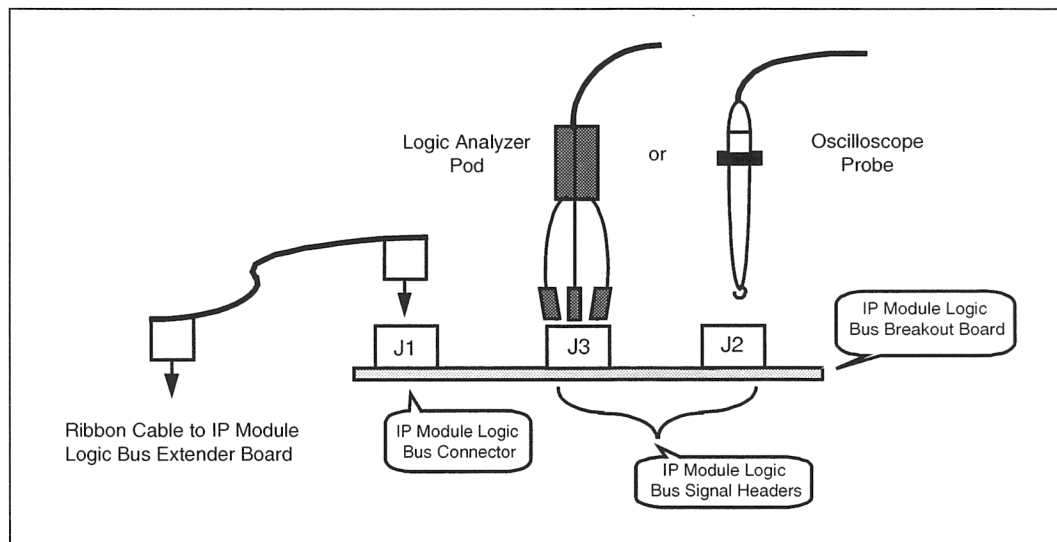 Logic Analyzer
Pod
or
Oscilloscope
Probe
IP Module Logic
Bus Breakout Board
J1
J3
J2
Ribbon Cable to IP Module
Logic Bus Extender Board
IP Module Logic
Bus Connector
IP Module Logic
Bus Signal Headers